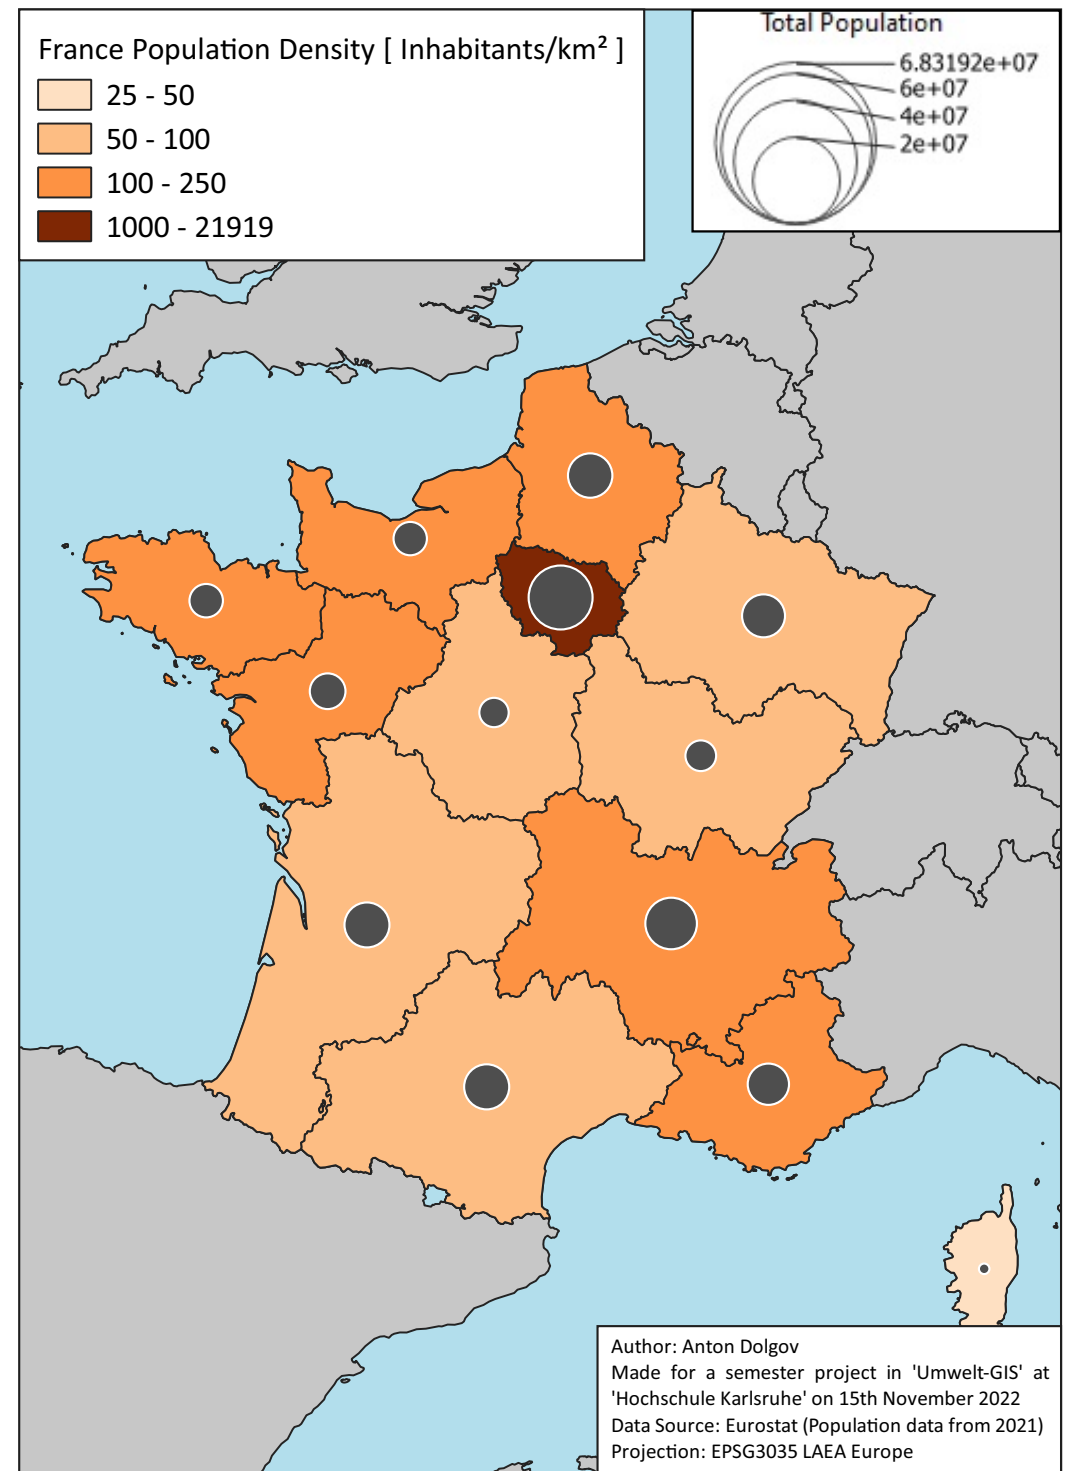 France Population Density [ Inhabitants/km² ]
25 - 50
50 - 100
100 - 250
1000 - 21919
Total Population
6.83192e+07
6e+07
4e+07
2e+07
Author: Anton Dolgov
Made for a semester project in 'Umwelt-GIS' at
'Hochschule Karlsruhe' on 15th November 2022
Data Source: Eurostat (Population data from 2021)
Projection: EPSG3035 LAEA Europe